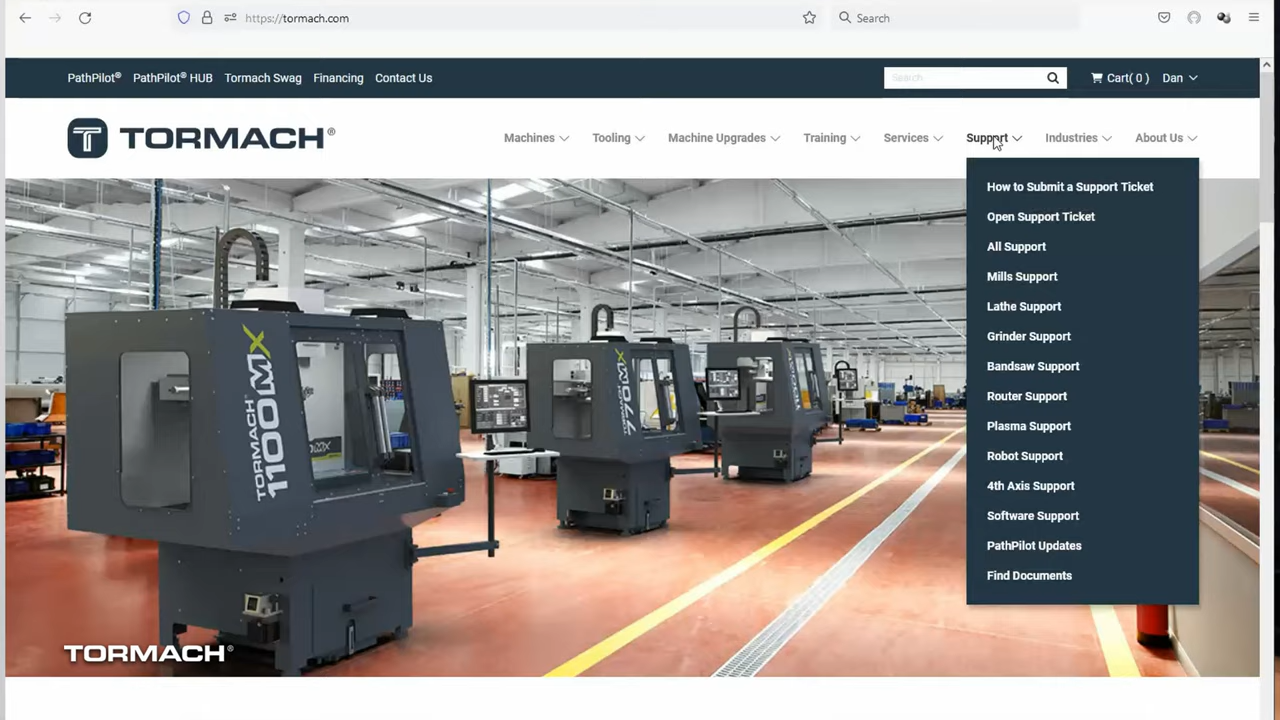 https://tormach.com
Search
PathPilot® PathPilot® HUB Tormach Swag Financing Contact Us
Search
Cart( 0 ) Dan
TORMACH®
Machines Tooling Machine Upgrades Training Services Support Industries About Us
How to Submit a Support Ticket
Open Support Ticket
All Support
Mills Support
Lathe Support
Grinder Support
Bandsaw Support
Router Support
Plasma Support
Robot Support
4th Axis Support
Software Support
PathPilot Updates
Find Documents
TORMACH
1100MX
770MX
TORMACH®